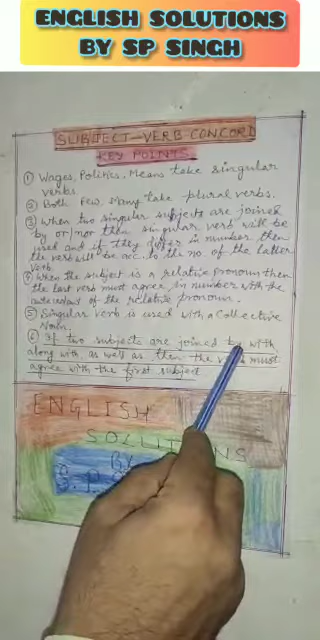 ENGLISH SOLUTIONS
BY SP SINGH
SUBJECT-VERB CONCORD
KEY POINTS
① Wages, Politics, Means take singular
verbs.
② Both Few, Many take plural verbs.
③ When two singular subjects are joined
by or/nor then singular verb will be
used and if they differ in number then
the verb will be acc. to the no. of the latter
verb.
④ When the subject is a relative pronoun then
the verb must agree in number with the
of the relative pronoun.
⑤ Singular verb is used with a Collective
Noun.
⑥ If two subjects are joined by with
along with as well as then the must
agree with the first subject
ENGLISH
SOLUTIONS
BY
S. P.